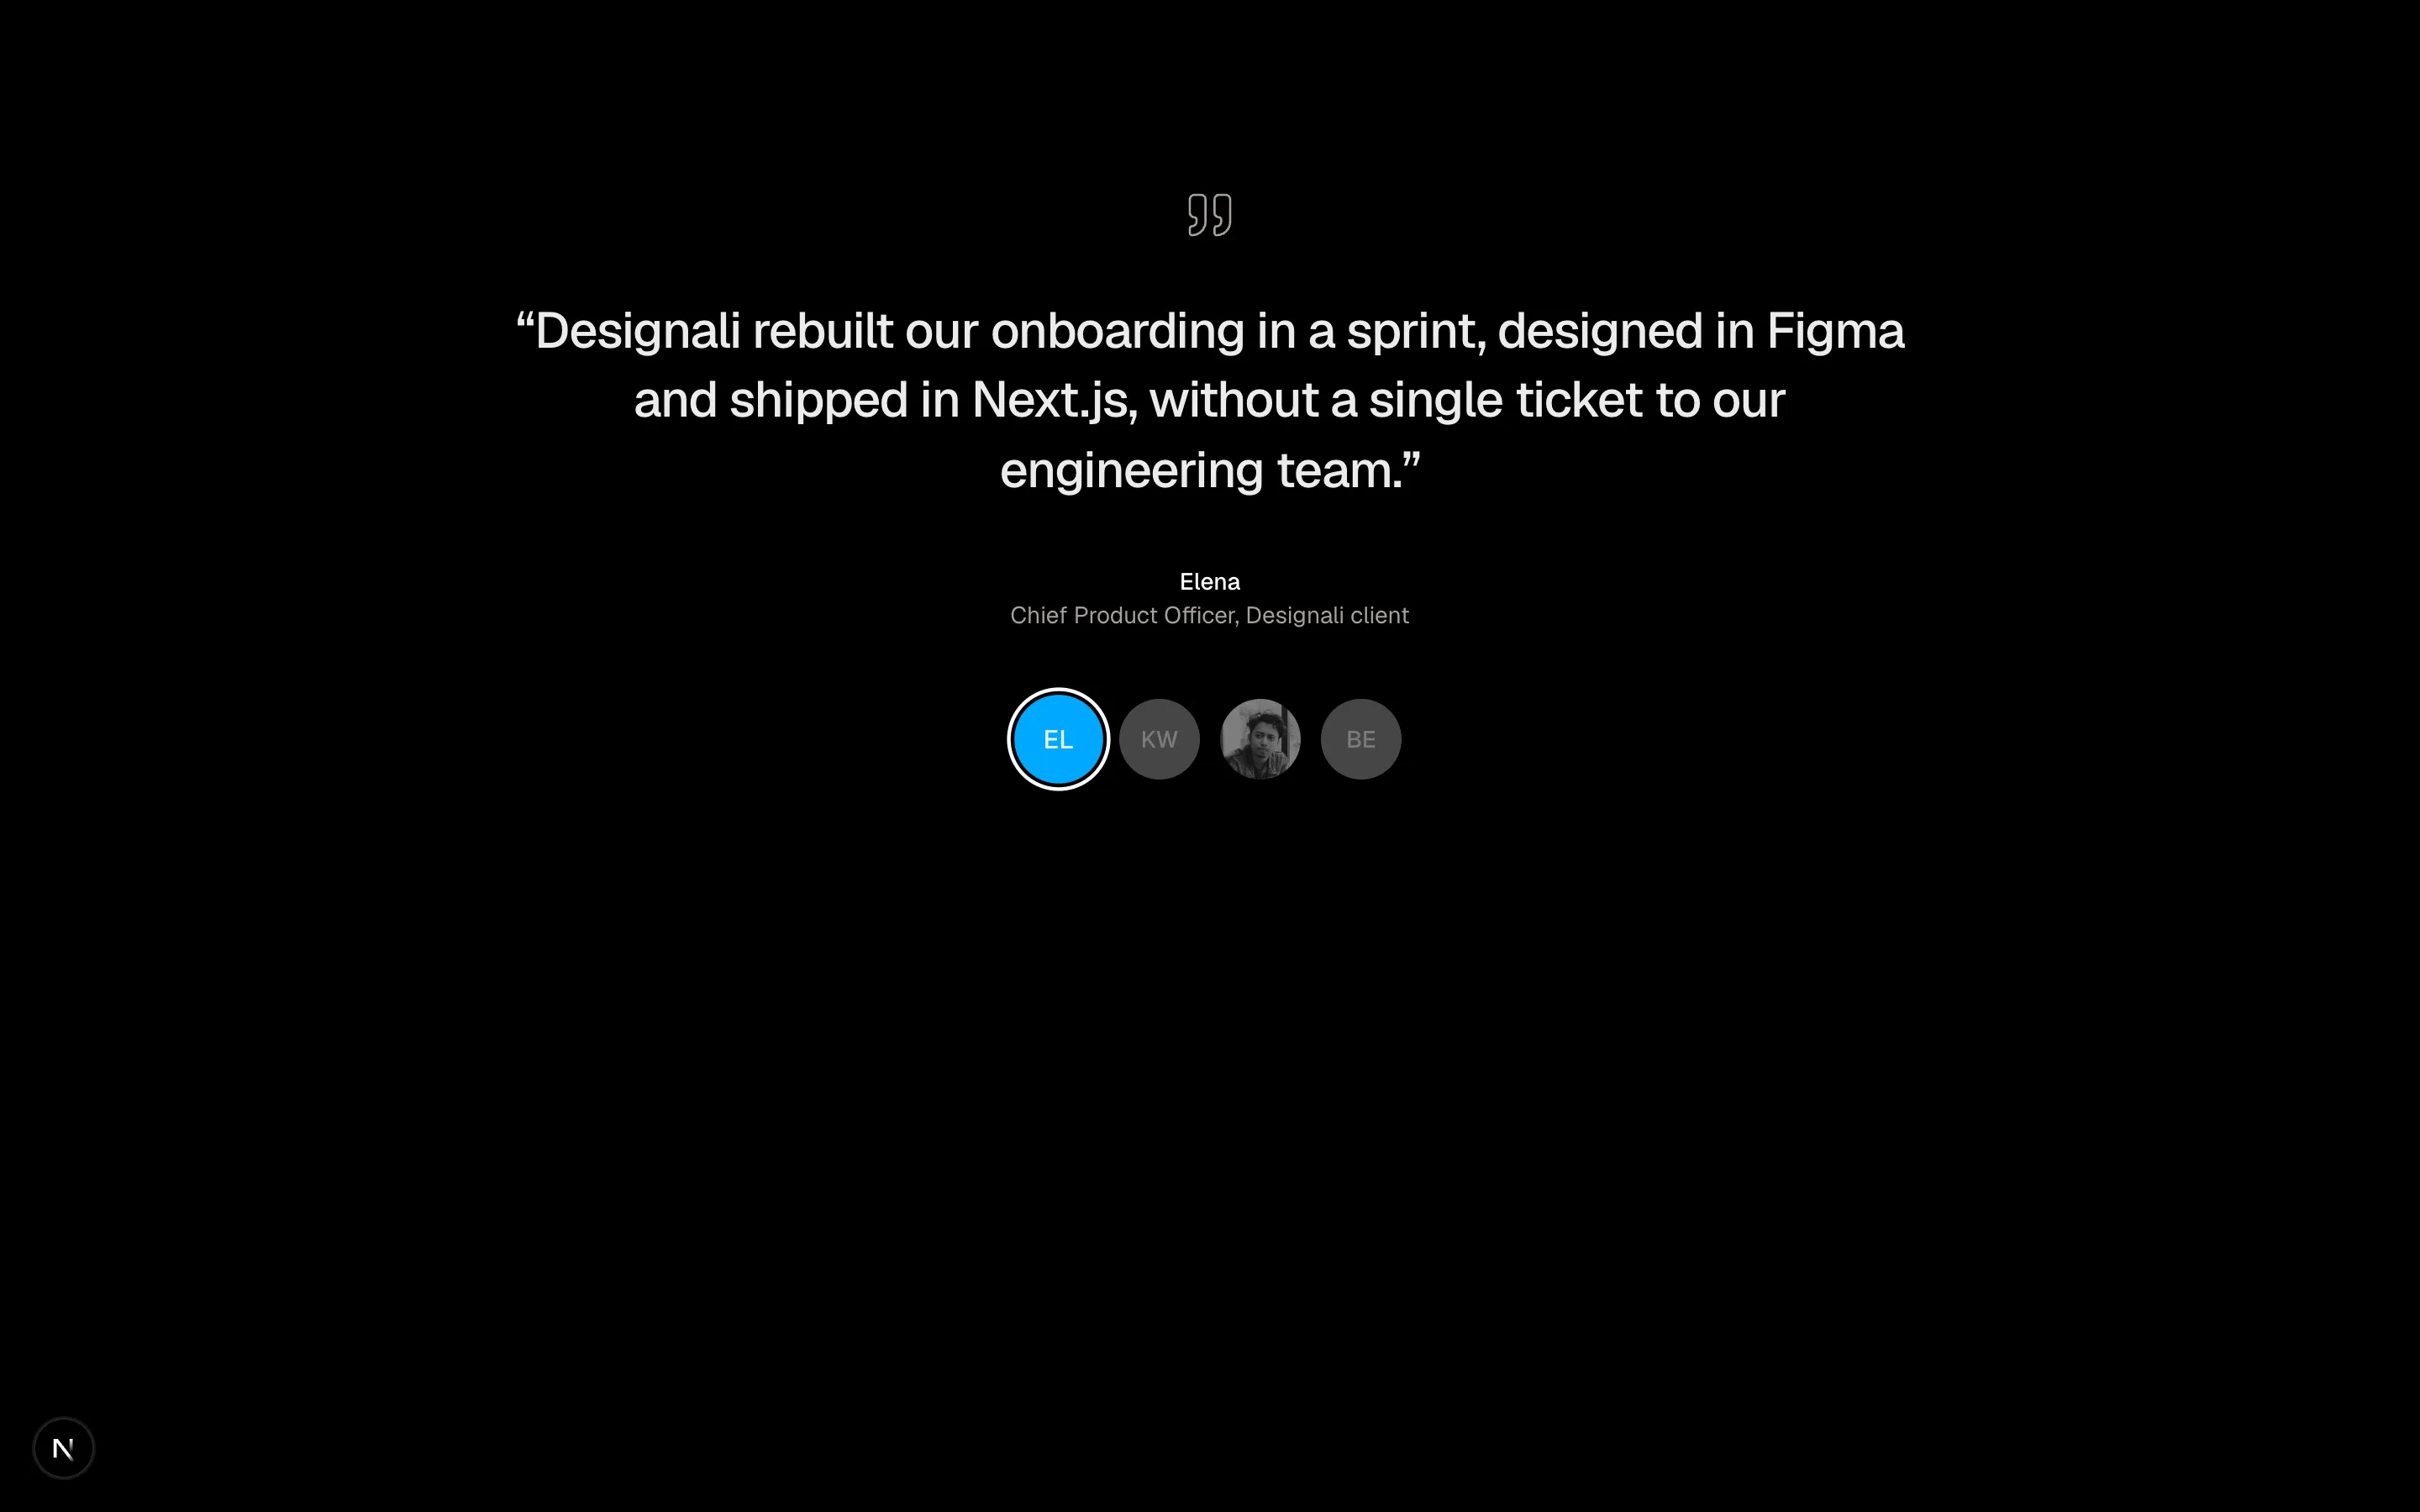 “Designali rebuilt our onboarding in a sprint, designed in Figma
and shipped in Next.js, without a single ticket to our
engineering team.”
Elena
Chief Product Officer, Designali client
EL
KW
BE
N